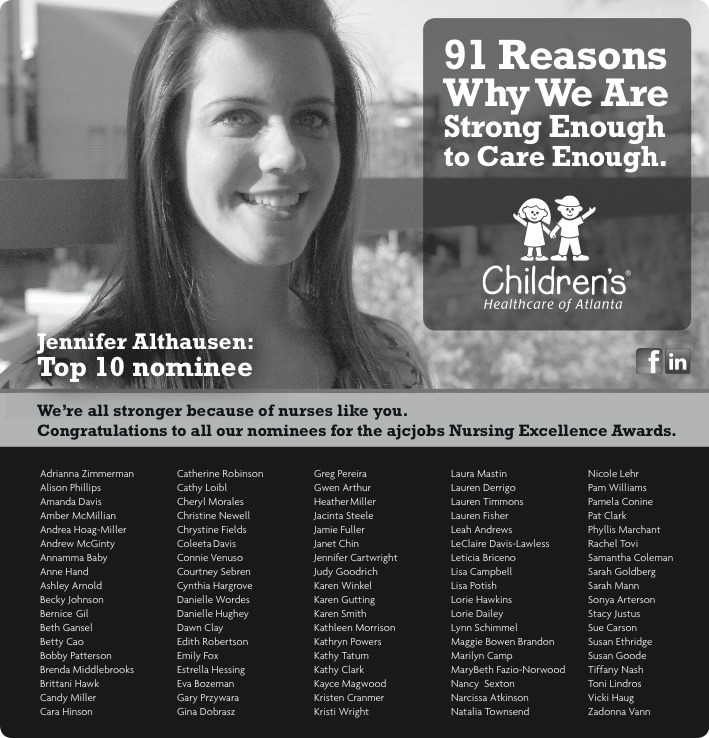 91 Reasons
Why We Are
Strong Enough
to Care Enough.
Children's®
Healthcare of Atlanta
Jennifer Althausen:
Top 10 nominee
f in
We're all stronger because of nurses like you.
Congratulations to all our nominees for the ajcjobs Nursing Excellence Awards.
Adrianna Zimmerman
Alison Phillips
Amanda Davis
Amber McMillian
Andrea Hoag-Miller
Andrew McGinty
Annamma Baby
Anne Hand
Ashley Arnold
Becky Johnson
Bernice Gil
Beth Gansel
Betty Cao
Bobby Patterson
Brenda Middlebrooks
Brittani Hawk
Candy Miller
Cara Hinson
Catherine Robinson
Cathy Loibl
Cheryl Morales
Christine Newell
Chrystine Fields
Coleeta Davis
Connie Venuso
Courtney Sebren
Cynthia Hargrove
Danielle Wordes
Danielle Hughey
Dawn Clay
Edith Robertson
Emily Fox
Estrella Hessing
Eva Bozeman
Gary Przywara
Gina Dobrasz
Greg Pereira
Gwen Arthur
Heather Miller
Jacinta Steele
Jamie Fuller
Janet Chin
Jennifer Cartwright
Judy Goodrich
Karen Winkel
Karen Gutting
Karen Smith
Kathleen Morrison
Kathryn Powers
Kathy Tatum
Kathy Clark
Kayce Magwood
Kristen Cranmer
Kristi Wright
Laura Mastin
Lauren Derrigo
Lauren Timmons
Lauren Fisher
Leah Andrews
LeClaire Davis-Lawless
Leticia Briceno
Lisa Campbell
Lisa Potish
Lorie Hawkins
Lorie Dailey
Lynn Schimmel
Maggie Bowen Brandon
Marilyn Camp
MaryBeth Fazio-Norwood
Nancy Sexton
Narcissa Atkinson
Natalia Townsend
Nicole Lehr
Pam Williams
Pamela Conine
Pat Clark
Phyllis Marchant
Rachel Tovi
Samantha Coleman
Sarah Goldberg
Sarah Mann
Sonya Arterson
Stacy Justus
Sue Carson
Susan Ethridge
Susan Goode
Tiffany Nash
Toni Lindros
Vicki Haug
Zadonna Vann